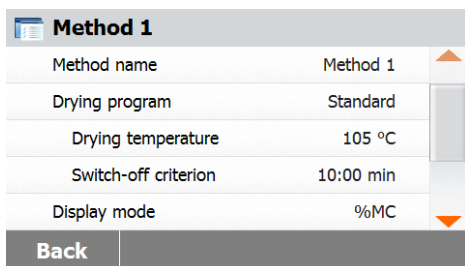 Method 1
Method name Method 1
Drying program Standard
Drying temperature 105 ºC
Switch-off criterion 10:00 min
Display mode %MC
Back